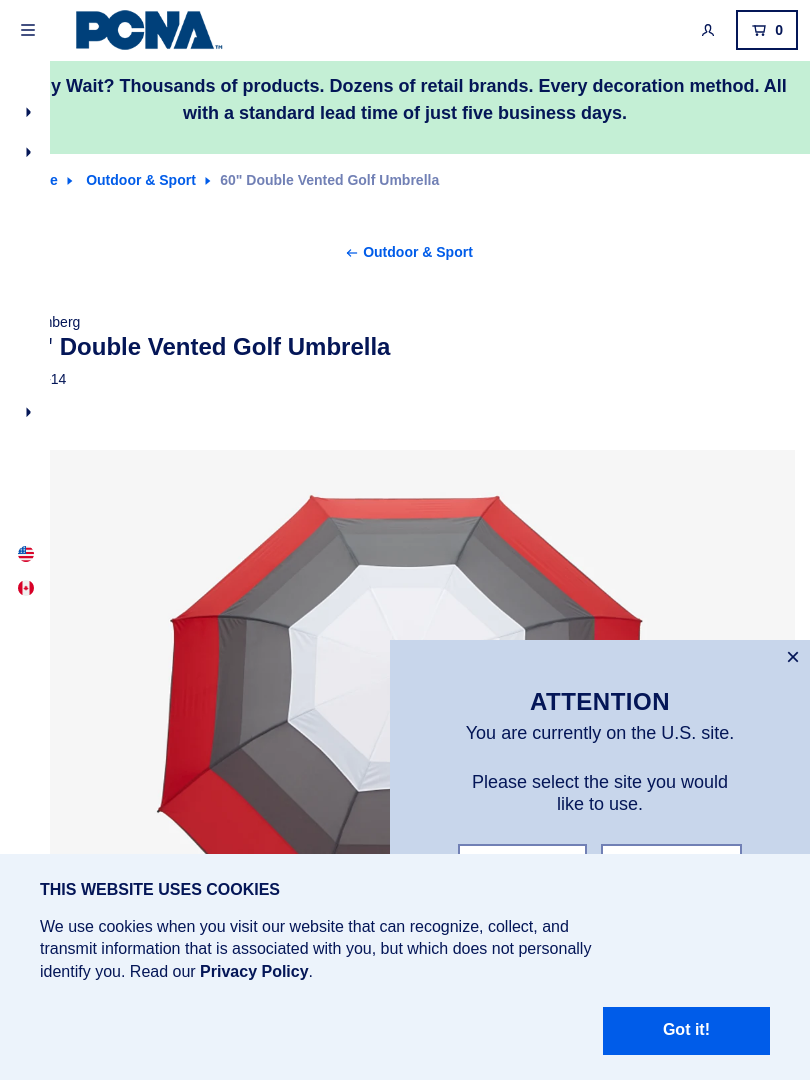 PCNA™
0
Wait? Thousands of products. Dozens of retail brands. Every decoration method. All
with a standard lead time of just five business days.
Outdoor & Sport 60" Double Vented Golf Umbrella
Outdoor & Sport
Double Vented Golf Umbrella
14
×
ATTENTION
You are currently on the U.S. site.
Please select the site you would
like to use.
THIS WEBSITE USES COOKIES
We use cookies when you visit our website that can recognize, collect, and
transmit information that is associated with you, but which does not personally
identify you. Read our Privacy Policy.
Got it!